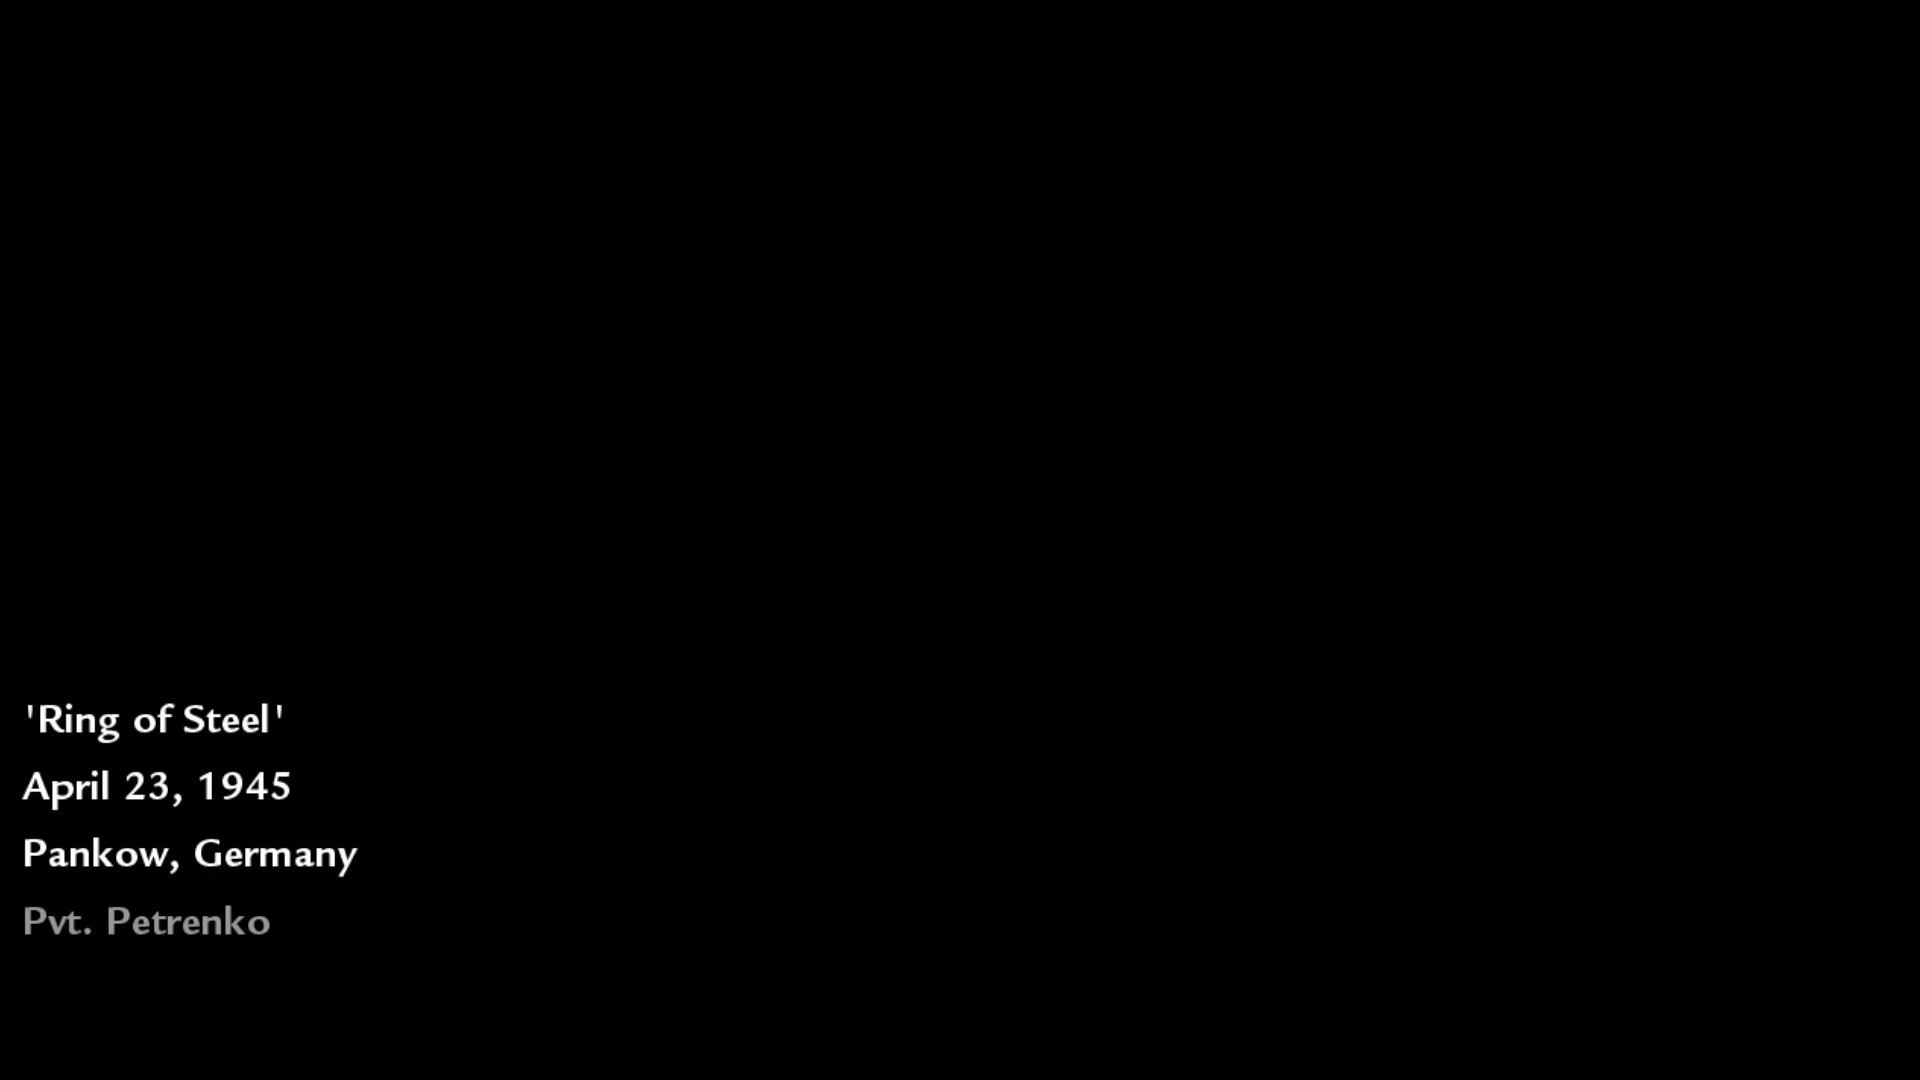 'Ring of Steel'
April 23, 1945
Pankow, Germany
Pvt. Petrenko